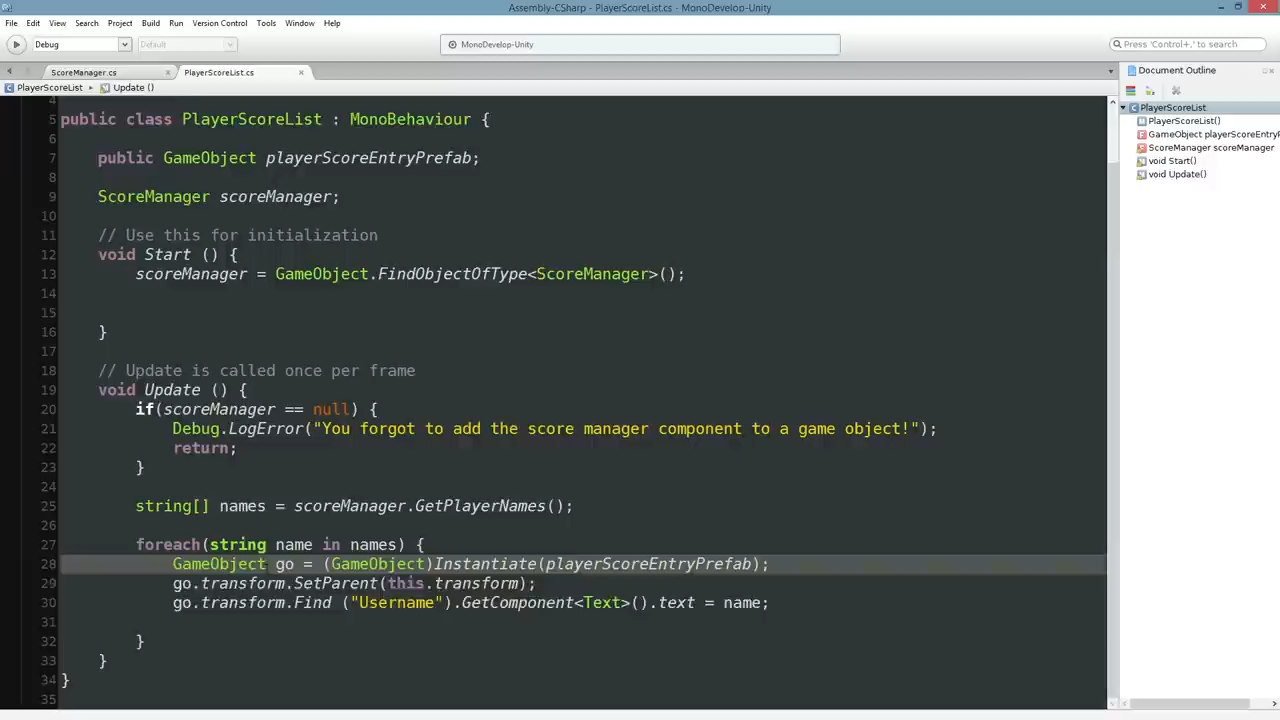 Assembly-CSharp - PlayerScoreList.cs - MonoDevelop-Unity
File Edit View Search Project Build Run Version Control Tools Window Help
Debug Default MonoDevelop-Unity Press 'Control+,' to search
ScoreManager.cs PlayerScoreList.cs Document Outline
PlayerScoreList Update ()
4
5 public class PlayerScoreList : MonoBehaviour {
6
7 public GameObject playerScoreEntryPrefab;
8
9 ScoreManager scoreManager;
10
11 // Use this for initialization
12 void Start () {
13 scoreManager = GameObject.FindObjectOfType<ScoreManager>();
14
15
16 }
17
18 // Update is called once per frame
19 void Update () {
20 if(scoreManager == null) {
21 Debug.LogError("You forgot to add the score manager component to a game object!");
22 return;
23 }
24
25 string[] names = scoreManager.GetPlayerNames();
26
27 foreach(string name in names) {
28 GameObject go = (GameObject)Instantiate(playerScoreEntryPrefab);
29 go.transform.SetParent(this.transform);
30 go.transform.Find ("Username").GetComponent<Text>().text = name;
31
32 }
33 }
34 }
35
PlayerScoreList
PlayerScoreList()
GameObject playerScoreEntryP
ScoreManager scoreManager
void Start()
void Update()